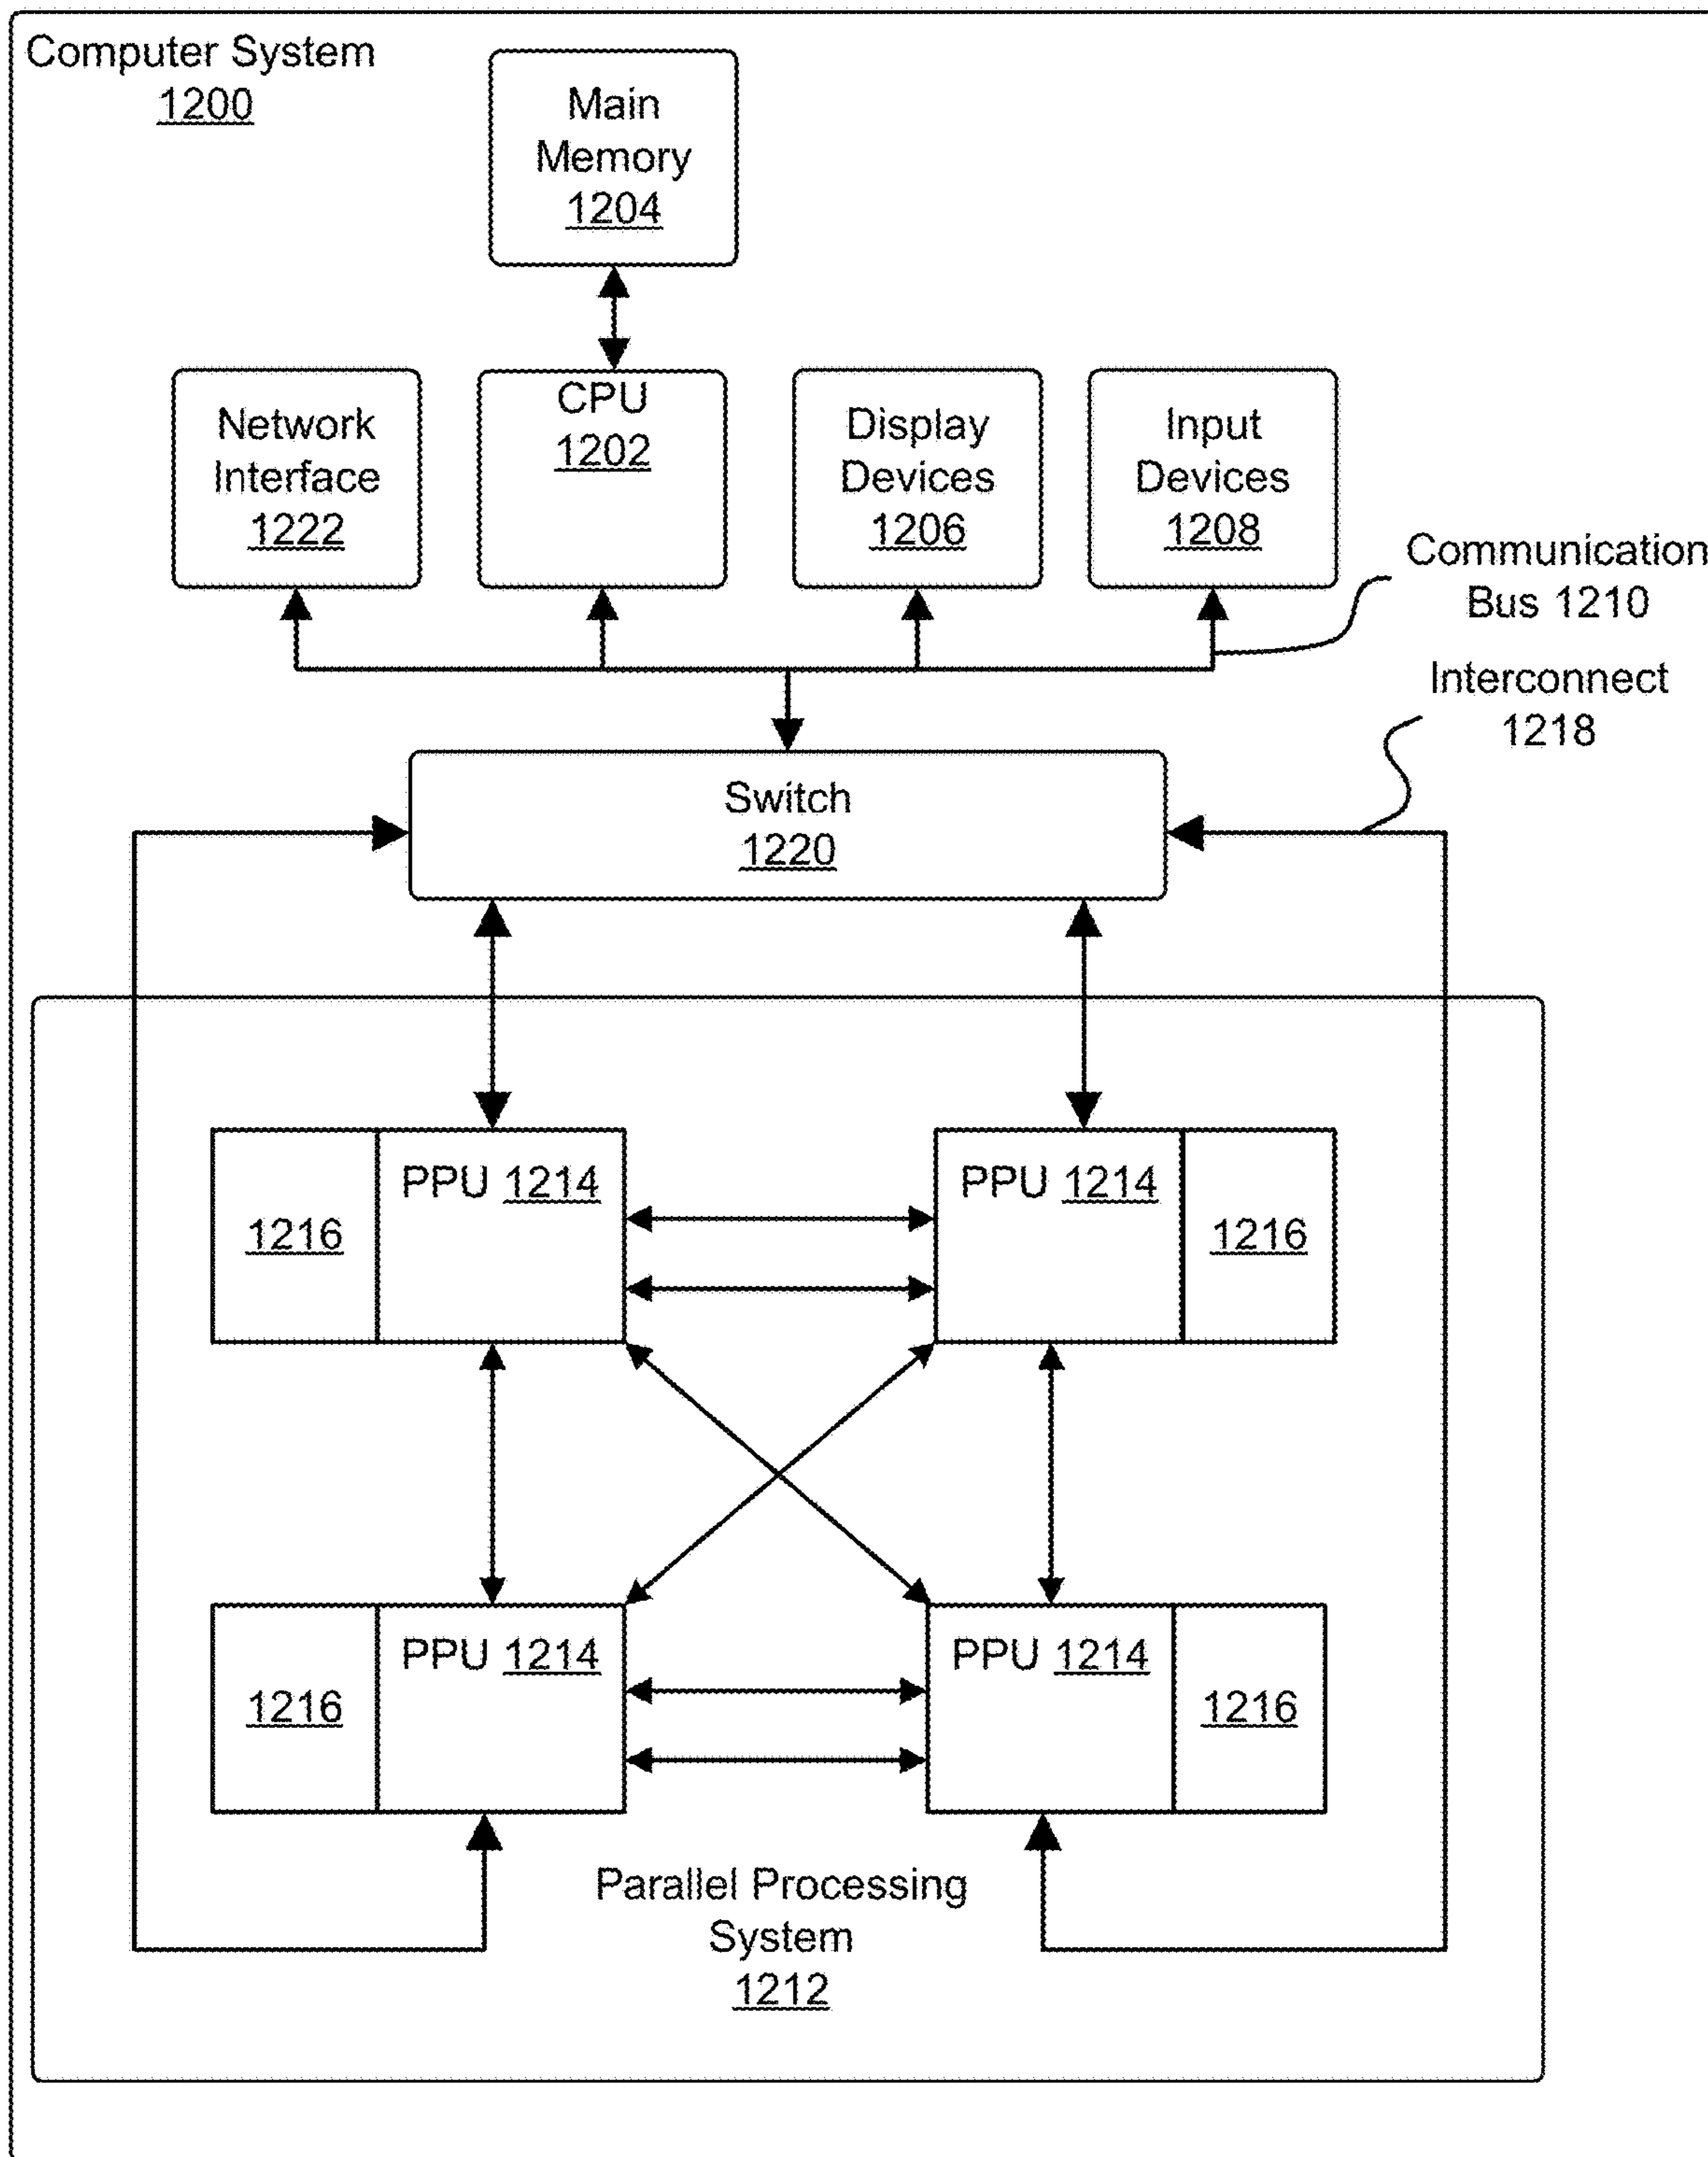 Computer System
1200
Main
Memory
1204
Network
Interface
1222
CPU
1202
Display
Devices
1206
Input
Devices
1208
Communication
Bus 1210
Interconnect
1218
Switch
1220
1216
PPU 1214
PPU 1214
1216
1216
PPU 1214
PPU 1214
1216
Parallel Processing
System
1212